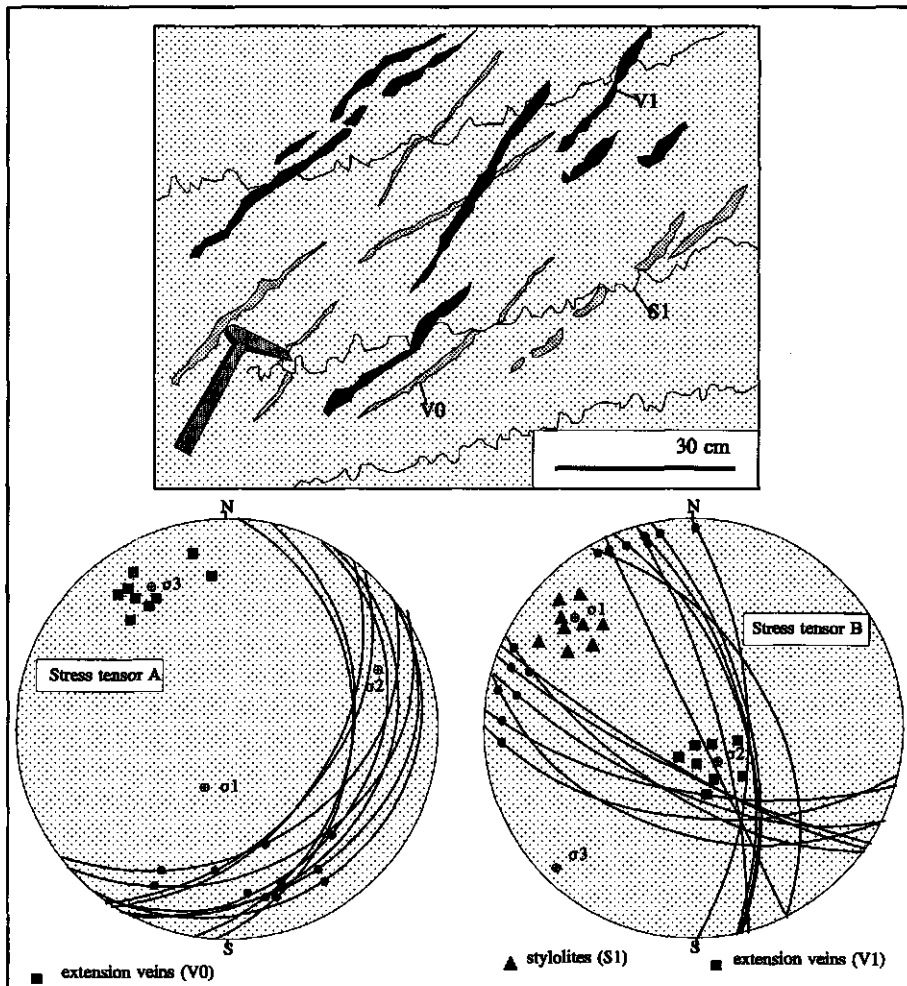 V1
S1
V0
30 cm
N
N
σ3
σ1
Stress tensor A
Stress tensor B
σ2
σ2
σ1
σ3
S
S
extension veins (V0)
stylolites (S1)
extension veins (V1)